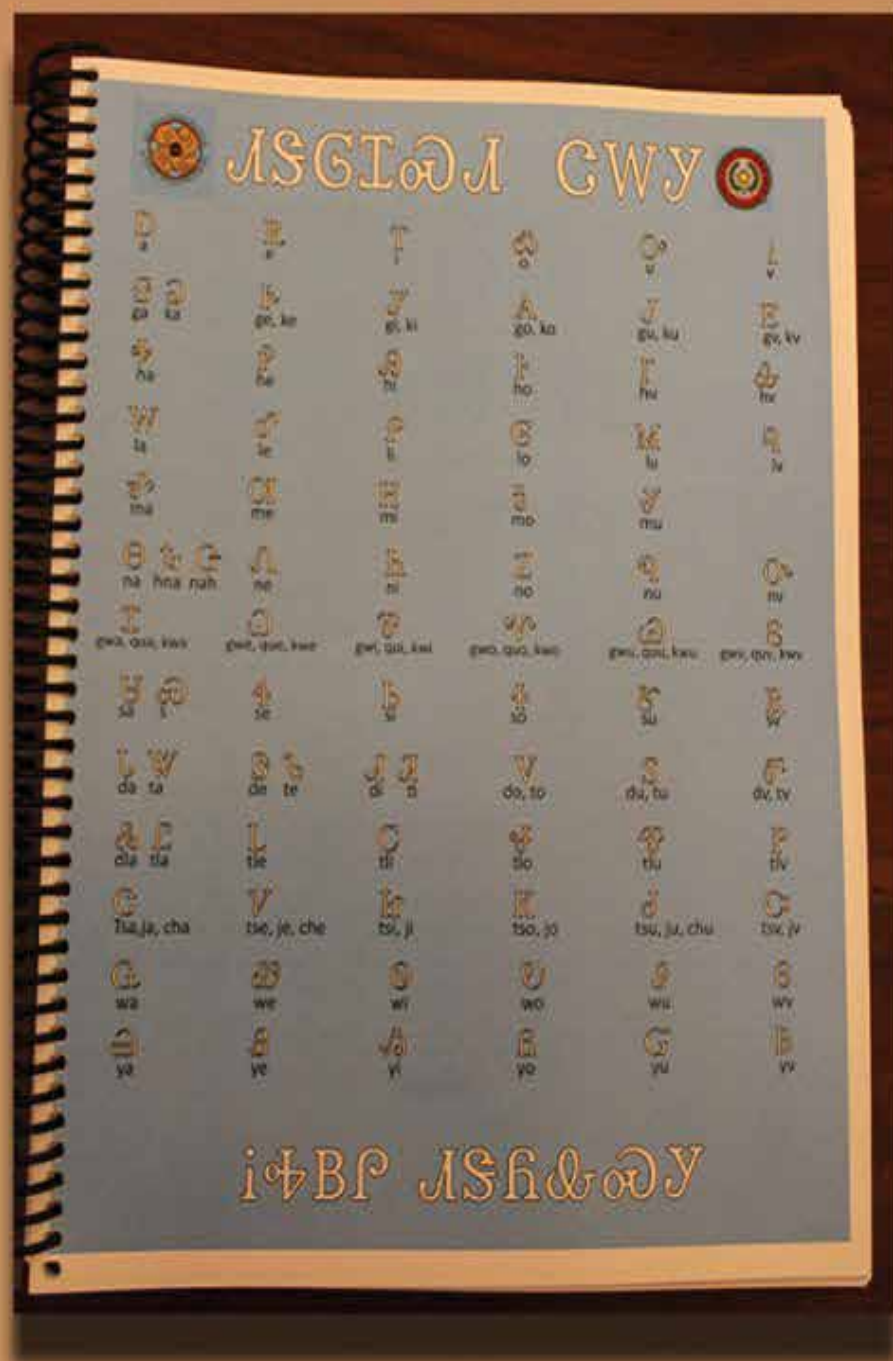 ᏗᏕᎶᏆᏍᏗ ᏣᎳᎩ
Ꭰ Ꭱ Ꭲ Ꭳ Ꭴ Ꭵ
a e i o u v
Ꭶ Ꭷ Ꭸ Ꭹ Ꭺ Ꭻ Ꭼ
ga ka ge, ke gi, ki go, ko gu, ku gv, kv
Ꭽ Ꭾ Ꭿ Ꮀ Ꮁ Ꮂ
ha he hi ho hu hv
Ꮃ Ꮄ Ꮅ Ꮆ Ꮇ Ꮈ
la le li lo lu lv
Ꮉ Ꮊ Ꮋ Ꮌ Ꮍ
ma me mi mo mu
Ꮎ Ꮏ Ꮐ Ꮑ Ꮒ Ꮓ Ꮔ Ꮕ
na hna nah ne ni no nu nv
Ꮖ Ꮗ Ꮘ Ꮙ Ꮚ Ꮛ
gwa, qua, kwa gwe, que, kwe gwi, qui, kwi gwo, quo, kwo gwu, quu, kwu gwv, quv, kwv
Ꮜ Ꮝ Ꮞ Ꮟ Ꮠ Ꮡ Ꮢ
sa s se si so su sv
Ꮣ Ꮤ Ꮥ Ꮦ Ꮧ Ꮨ Ꮩ Ꮪ Ꮫ
da ta de te di ti do, to du, tu dv, tv
Ꮬ Ꮭ Ꮮ Ꮯ Ꮰ Ꮱ Ꮲ
dla tla tle tli tlo tlu tlv
Ꮳ Ꮴ Ꮵ Ꮶ Ꮷ Ꮸ
Tsa,ja, cha tse, je, che tsi, ji tso, jo tsu, ju, chu tsv, jv
Ꮹ Ꮺ Ꮻ Ꮼ Ꮽ Ꮾ
wa we wi wo wu wv
Ꮿ Ᏸ Ᏹ Ᏺ Ᏻ Ᏼ
ya ye yi yo yu yv
ᎥᎭᏴᎵ ᏗᏕᏲᎲᏍᎩ